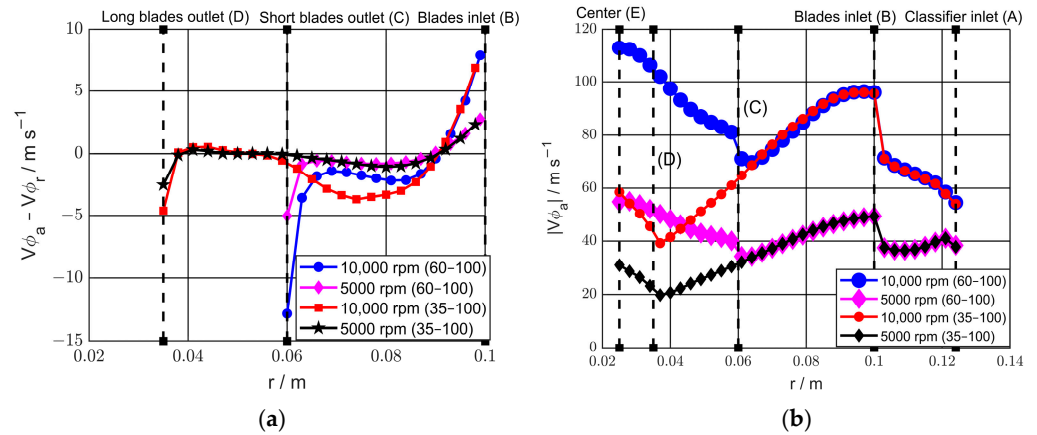 Long blades outlet (D) Short blades outlet (C) Blades inlet (B)
10
5
0
−5
−10
−15
0.02 0.04 0.06 0.08 0.1
r / m
Vϕa - Vϕr / m s-1
10,000 rpm (60–100)
5000 rpm (60–100)
10,000 rpm (35–100)
5000 rpm (35–100)
(a)
Center (E) Blades inlet (B) Classifier inlet (A)
120
100
80
60
40
20
0
0.02 0.04 0.06 0.08 0.1 0.12 0.14
r / m
|Vϕa| / m s-1
(C)
(D)
10,000 rpm (60–100)
5000 rpm (60–100)
10,000 rpm (35–100)
5000 rpm (35–100)
(b)